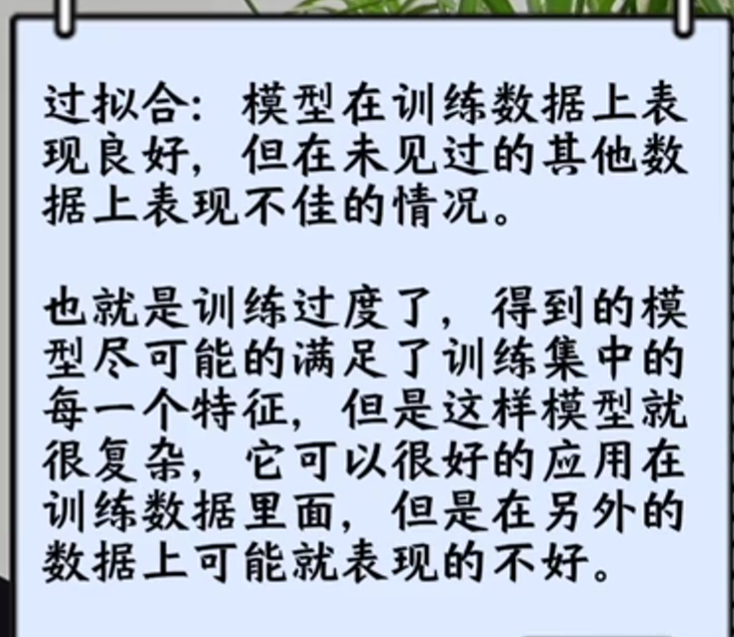 过拟合：模型在训练数据上表
现良好，但在未见过的其他数
据上表现不佳的情况。
也就是训练过度了，得到的模
型尽可能的满足了训练集中的
每一个特征，但是这样模型就
很复杂，它可以很好的应用在
训练数据里面，但是在另外的
数据上可能就表现的不好。